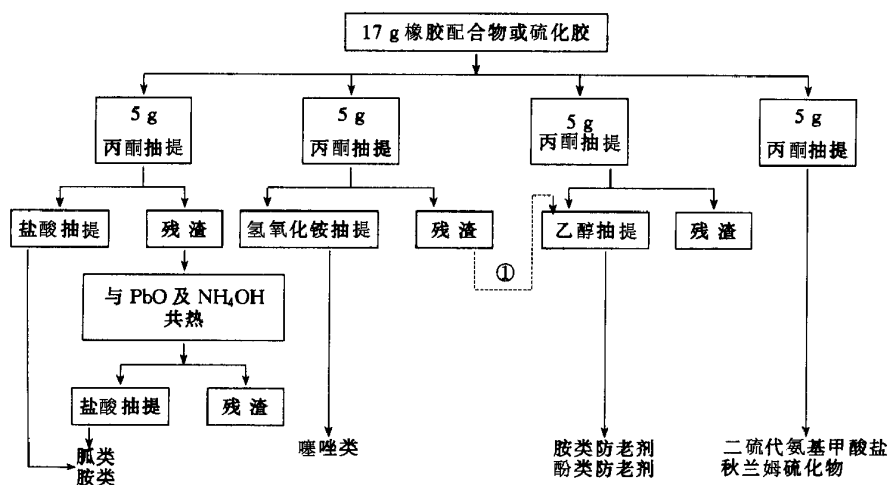 17 g 橡胶配合物或硫化胶
5 g
丙酮抽提
5 g
丙酮抽提
5 g
丙酮抽提
5 g
丙酮抽提
盐酸抽提
残渣
氢氧化铵抽提
残渣
乙醇抽提
残渣
①
与 PbO 及 NH₄OH
共热
盐酸抽提
残渣
胍类
胺类
噻唑类
胺类防老剂
酚类防老剂
二硫代氨基甲酸盐
秋兰姆硫化物